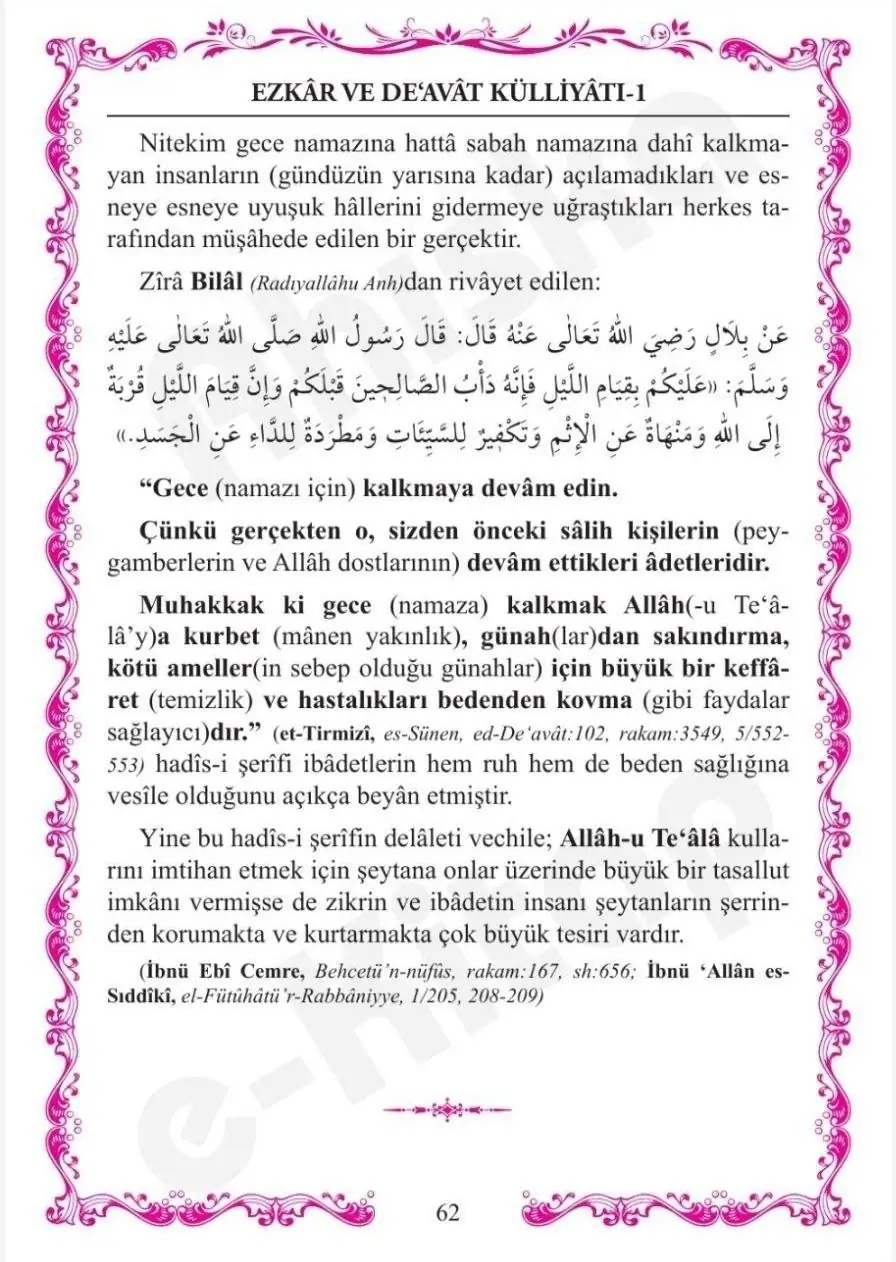 EZKÂR VE DE‘AVÂT KÜLLİYÂTI-1
Nitekim gece namazına hattâ sabah namazına dahî kalkma-
yan insanların (gündüzün yarısına kadar) açılamadıkları ve es-
neye esneye uyuşuk hâllerini gidermeye uğraştıkları herkes ta-
rafından müşâhede edilen bir gerçektir.
Zîrâ Bilâl (Radıyallâhu Anh)dan rivâyet edilen:
عَنْ بِلَالٍ رَضِيَ اللّٰهُ تَعَالٰى عَنْهُ قَالَ: قَالَ رَسُولُ اللّٰهِ صَلَّى اللّٰهُ تَعَالٰى عَلَيْهِ
وَسَلَّمَ: «عَلَيْكُمْ بِقِيَامِ اللَّيْلِ فَإِنَّهُ دَأْبُ الصَّالِحِينَ قَبْلَكُمْ وَإِنَّ قِيَامَ اللَّيْلِ قُرْبَةٌ
إِلَى اللّٰهِ وَمَنْهَاةٌ عَنِ الْإِثْمِ وَتَكْفِيرٌ لِلسَّيِّئَاتِ وَمَطْرَدَةٌ لِلدَّاءِ عَنِ الْجَسَدِ.»
“Gece (namazı için) kalkmaya devâm edin.
Çünkü gerçekten o, sizden önceki sâlih kişilerin (pey-
gamberlerin ve Allâh dostlarının) devâm ettikleri âdetleridir.
Muhakkak ki gece (namaza) kalkmak Allâh(-u Te‘â-
lâ’y)a kurbet (mânen yakınlık), günah(lar)dan sakındırma,
kötü ameller(in sebep olduğu günahlar) için büyük bir keffâ-
ret (temizlik) ve hastalıkları bedenden kovma (gibi faydalar
sağlayıcı)dır.” (et-Tirmizî, es-Sünen, ed-De‘avât:102, rakam:3549, 5/552-
553) hadîs-i şerîfi ibâdetlerin hem ruh hem de beden sağlığına
vesîle olduğunu açıkça beyân etmiştir.
Yine bu hadîs-i şerîfin delâleti vechile; Allâh-u Te‘âlâ kulla-
rını imtihan etmek için şeytana onlar üzerinde büyük bir tasallut
imkânı vermişse de zikrin ve ibâdetin insanı şeytanların şerrin-
den korumakta ve kurtarmakta çok büyük tesiri vardır.
(İbnü Ebî Cemre, Behcetü’n-nüfûs, rakam:167, sh:656; İbnü ‘Allân es-
Sıddîkî, el-Fütûhâtü’r-Rabbâniyye, 1/205, 208-209)
Ahıska
e-Kitap
62